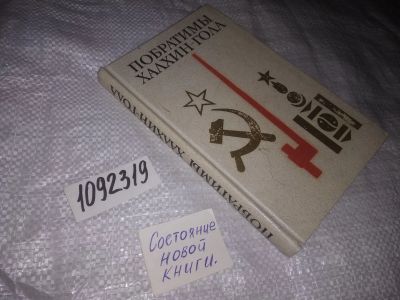 ПОБРАТИМЫ
ХАЛХИН ГОЛА
ПОБРАТИМЫ ХАЛХИН ГОЛА
1092319
Состояние
новой
книги.